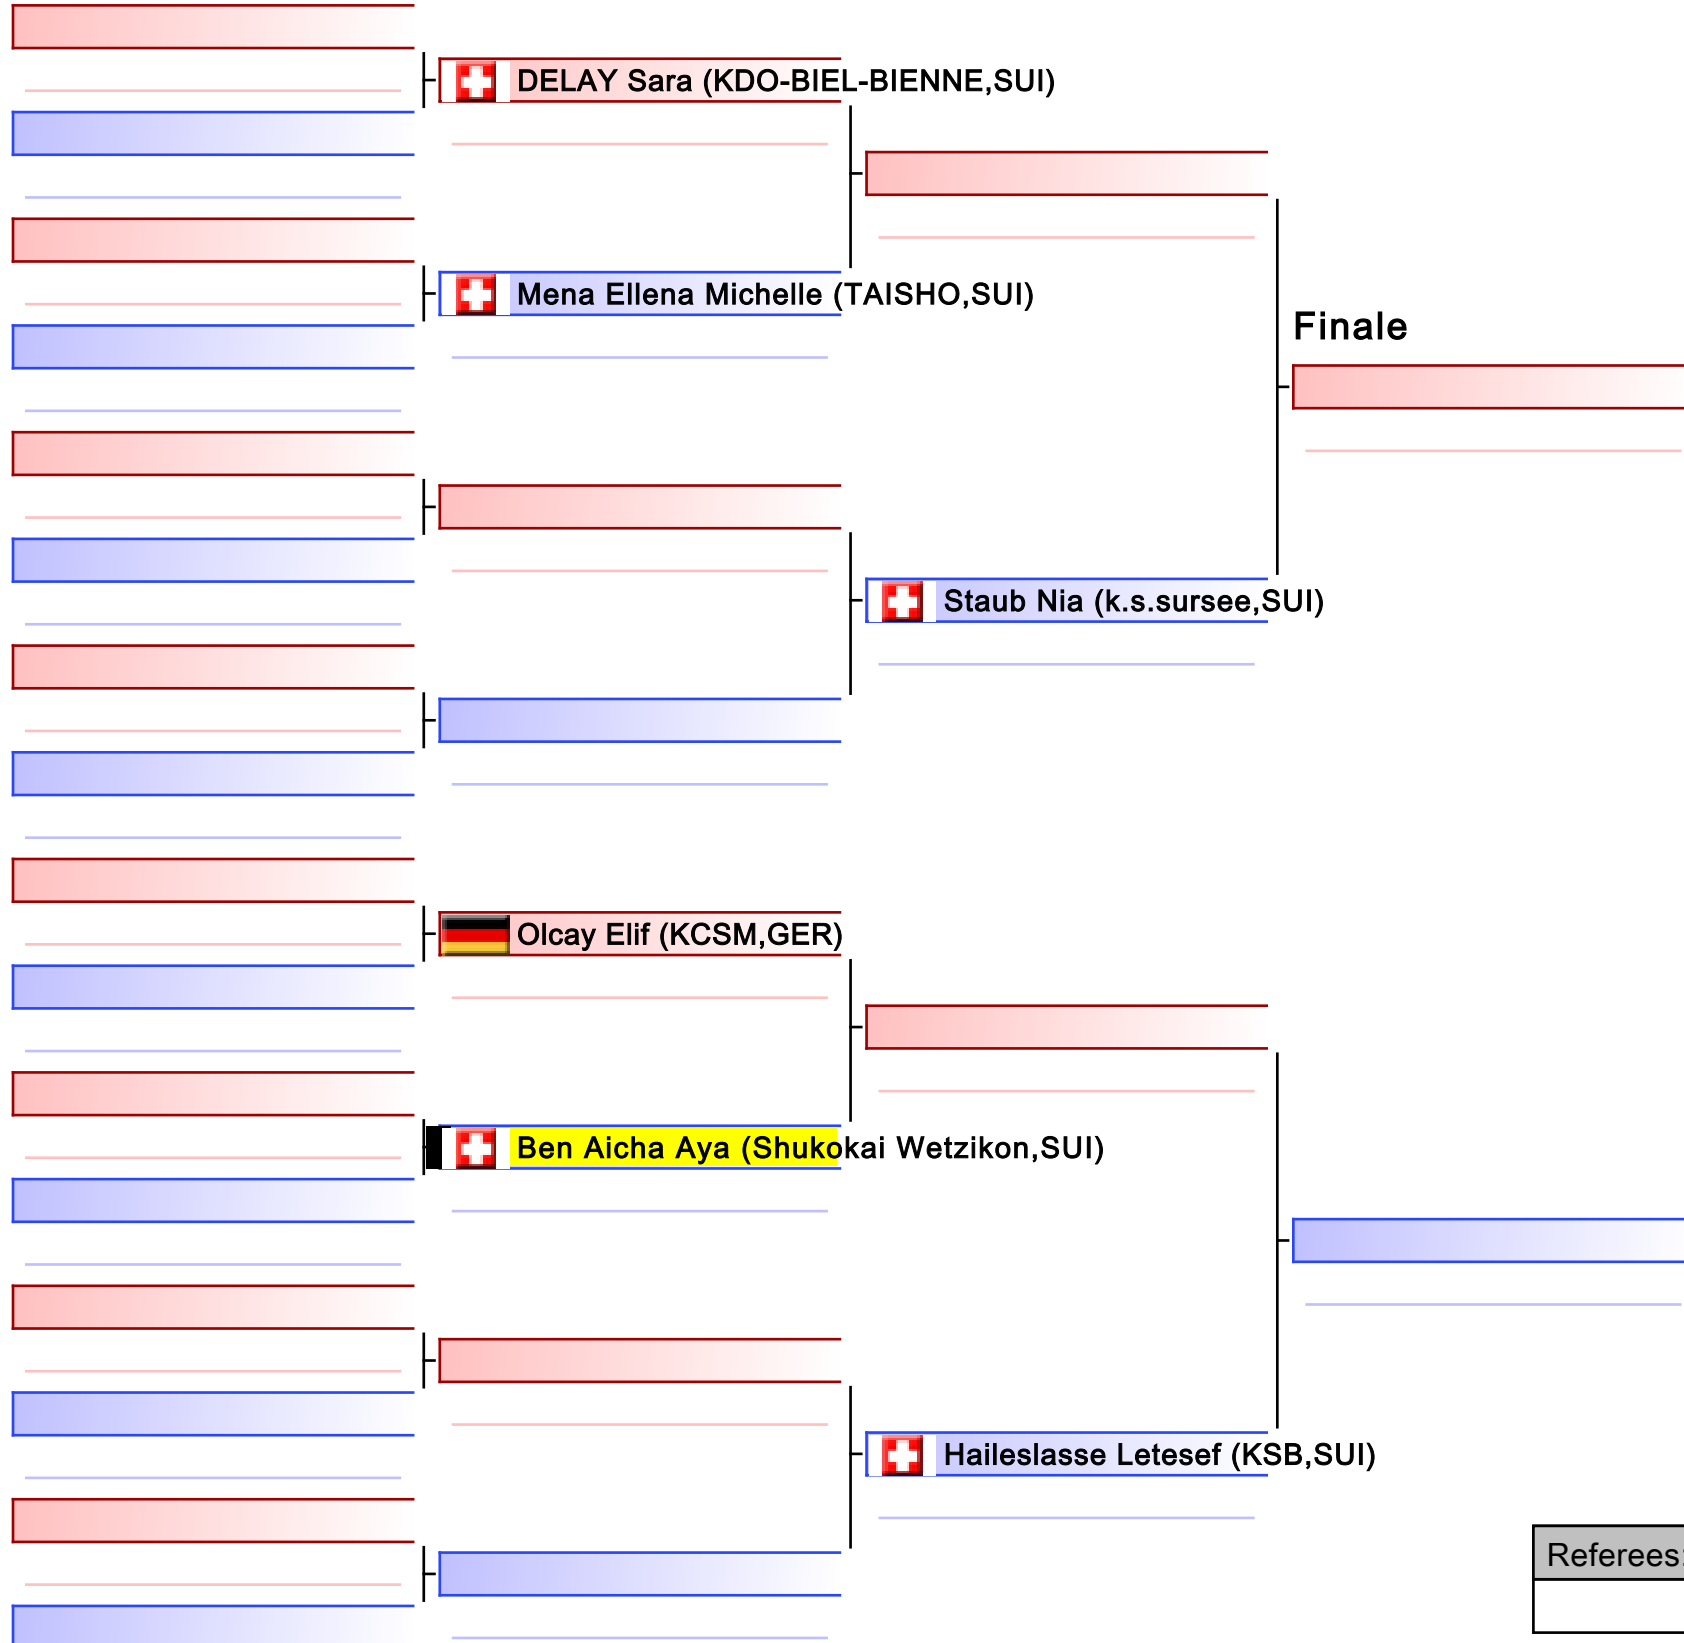 DELAY Sara (KDO-BIEL-BIENNE,SUI)
Mena Ellena Michelle (TAISHO,SUI)
Finale
Staub Nia (k.s.sursee,SUI)
Olcay Elif (KCSM,GER)
Ben Aicha Aya (Shukokai Wetzikon,SUI)
Haileslasse Letesef (KSB,SUI)
Referees: